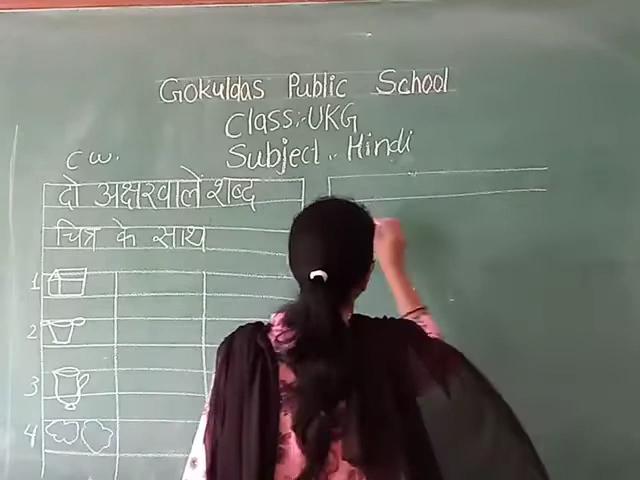 Gokuldas Public School
Class:- UKG
Subject :- Hindi
C.W.
दो अक्षरवाले शब्द
चित्र के साथ
1
2
3
4